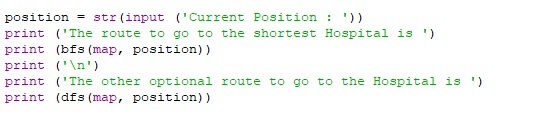 position = str(input ('Current Position : '))
print ('The route to go to the shortest Hospital is ')
print (bfs(map, position))
print ('\n')
print ('The other optional route to go to the Hospital is ')
print (dfs(map, position))